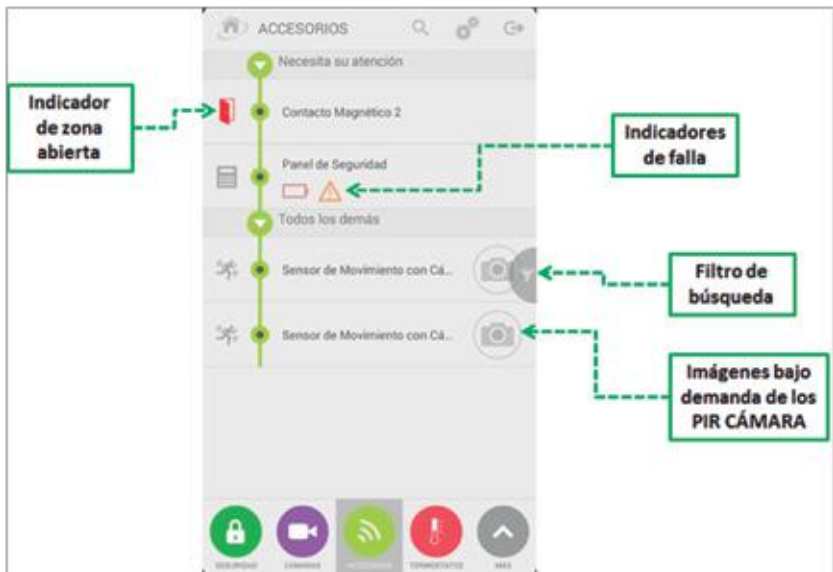 ACCESORIOS
Necesita su atención
Indicador
de zona
abierta
Contacto Magnético 2
Indicadores
de falla
Panel de Seguridad
Todos los demás
Sensor de Movimiento con Cá...
Filtro de
búsqueda
Sensor de Movimiento con Cá...
Imágenes bajo
demanda de los
PIR CÁMARA
SEGURIDAD
CÁMARAS
ACCESORIOS
TERMOSTATOS
MÁS